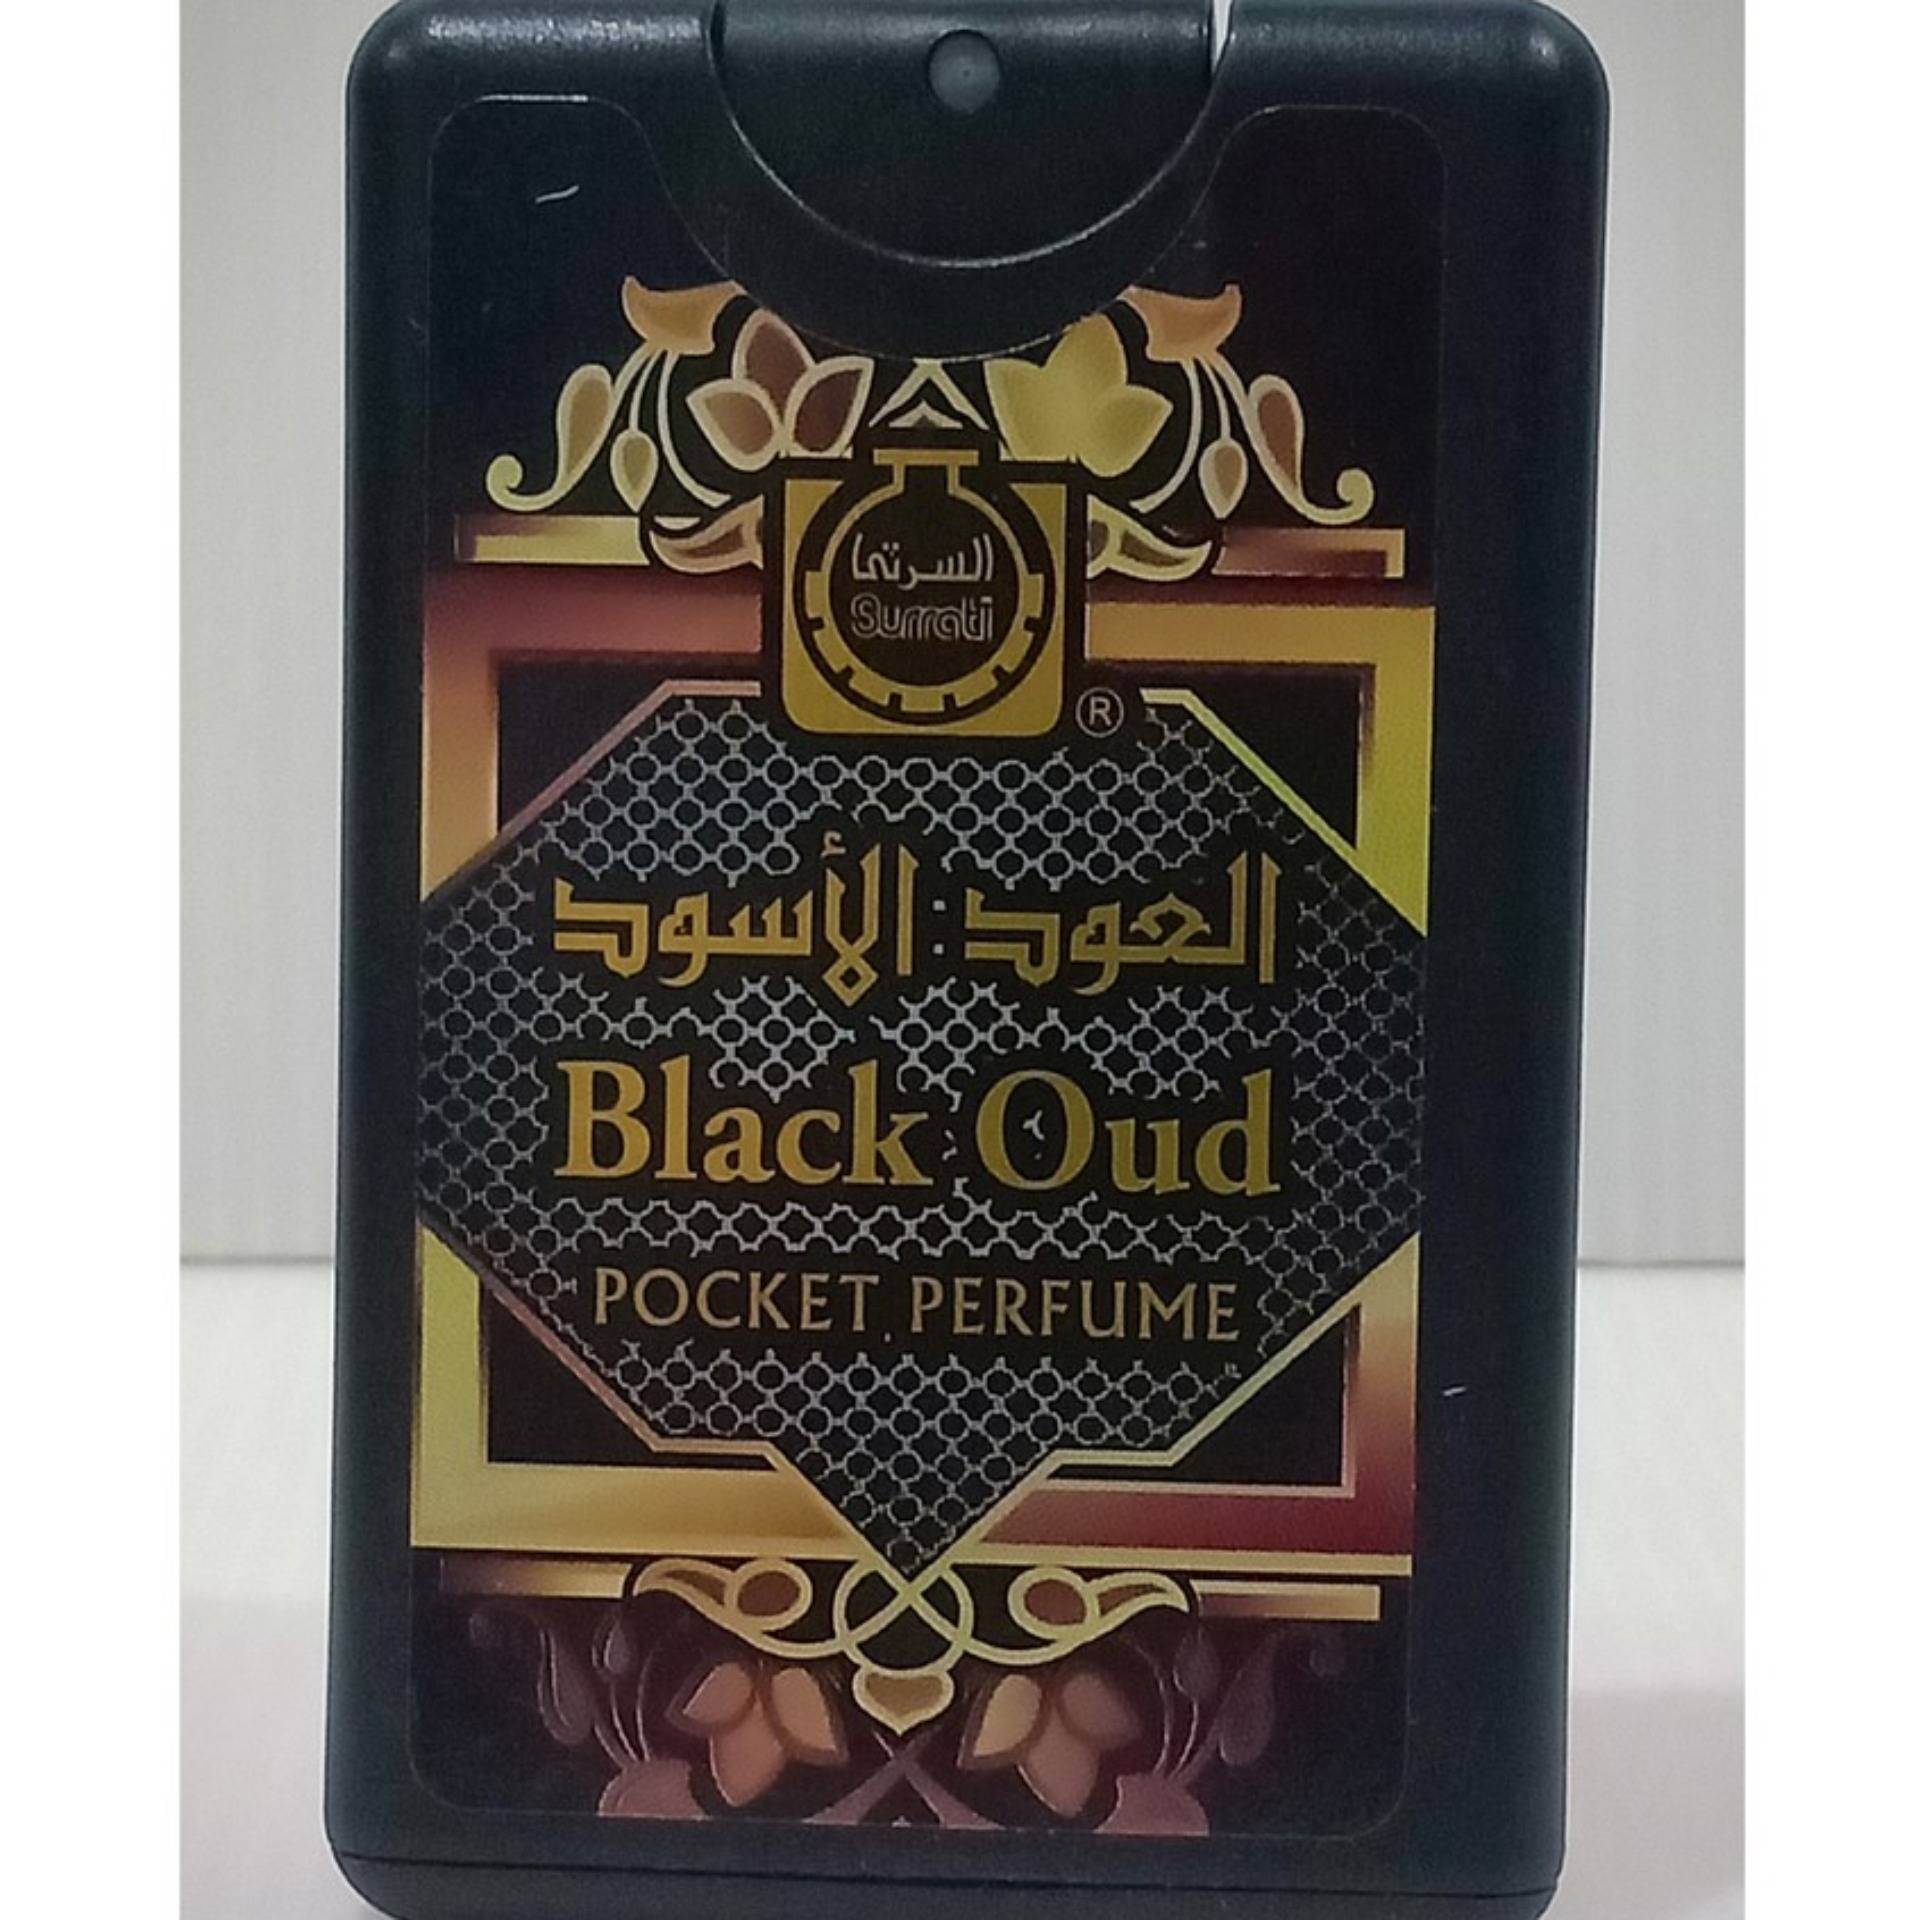 السرتي
Surrati
®
العود الأسود
Black Oud
POCKET PERFUME